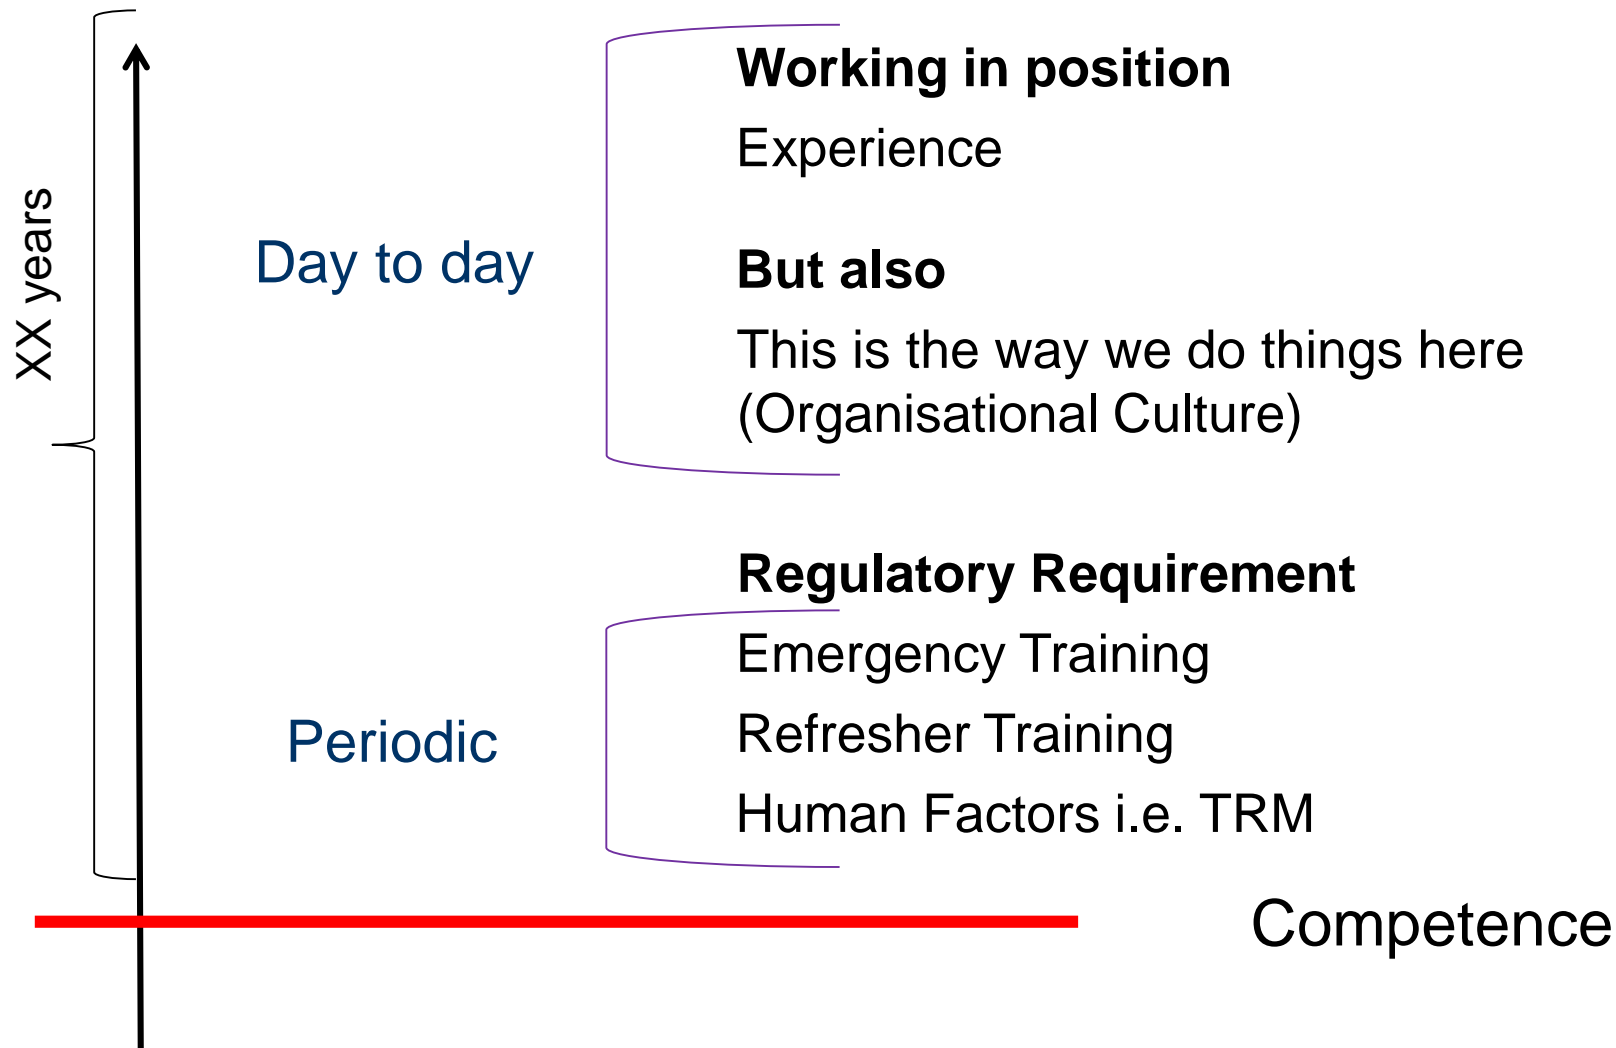 XX years
Day to day
Working in position
Experience
But also
This is the way we do things here
(Organisational Culture)
Periodic
Regulatory Requirement
Emergency Training
Refresher Training
Human Factors i.e. TRM
Competence